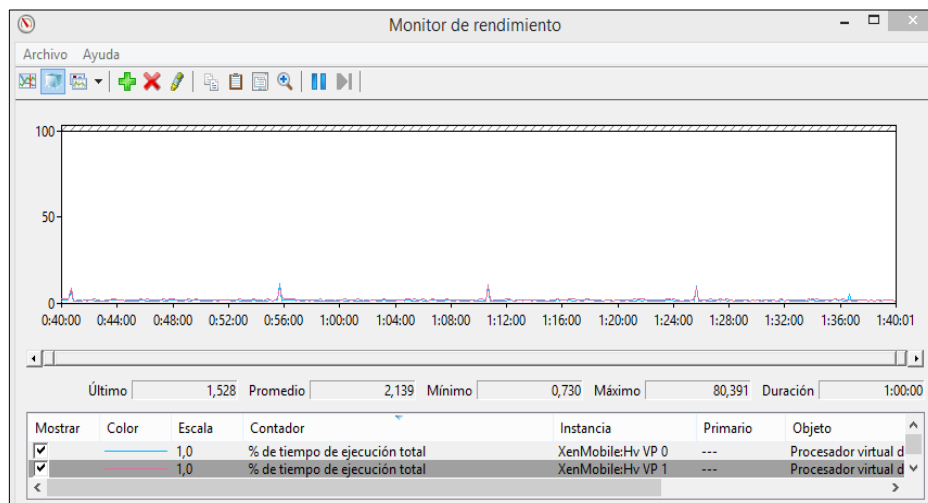 Monitor de rendimiento
Archivo Ayuda
100
50
0
0:40:00 0:44:00 0:48:00 0:52:00 0:56:00 1:00:00 1:04:00 1:08:00 1:12:00 1:16:00 1:20:00 1:24:00 1:28:00 1:32:00 1:36:00 1:40:01
Último 1,528 Promedio 2,139 Mínimo 0,730 Máximo 80,391 Duración 1:00:00
Mostrar Color Escala Contador Instancia Primario Objeto
1,0 % de tiempo de ejecución total XenMobile:Hv VP 0 --- Procesador virtual d
1,0 % de tiempo de ejecución total XenMobile:Hv VP 1 --- Procesador virtual d